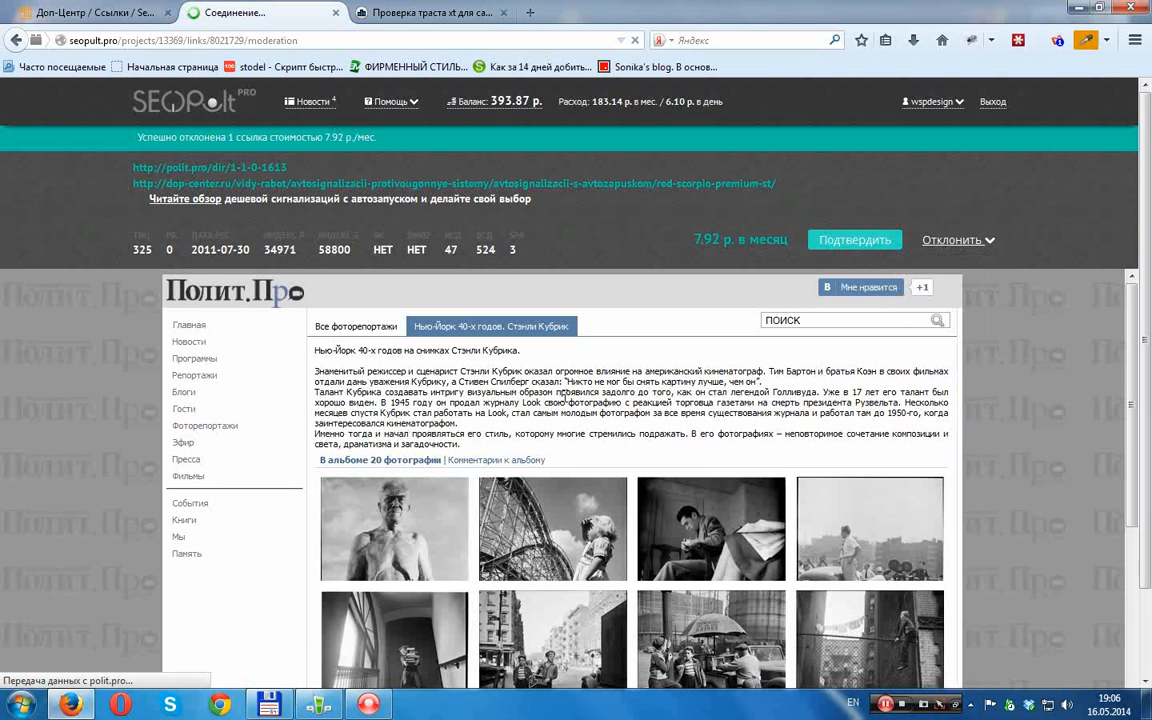 Доп-Центр / Ссылки / Se...
Соединение...
Проверка траста xt для са...
seopult.pro/projects/13369/links/8021729/moderation
Яндекс
Часто посещаемые
Начальная страница
stodel - Скрипт быстр...
ФИРМЕННЫЙ СТИЛЬ...
Как за 14 дней добить...
Sonika's blog. В основ...
SEOPult PRO
Новости 4
Помощь
Баланс: 393.87 р.
Расход: 183.14 р. в мес. / 6.10 р. в день
wspdesign
Выход
Успешно отклонена 1 ссылка стоимостью 7.92 р./мес.
http://polit.pro/dir/1-1-0-1613
http://dop-center.ru/vidy-rabot/avtosignalizacii-protivougonnye-sistemy/avtosignalizacii-s-avtozapuskom/red-scorpio-premium-st/
Читайте обзор дешевой сигнализаций с автозапуском и делайте свой выбор
325 0 2011-07-30 34971 58800 НЕТ НЕТ 47 524 3
7.92 р. в месяц
Подтвердить
Отклонить
Полит.Про
В Мне нравится
+1
Главная
Новости
Программы
Репортажи
Блоги
Гости
Фоторепортажи
Эфир
Пресса
Фильмы
События
Книги
Мы
Память
Все фоторепортажи
Нью-Йорк 40-х годов. Стэнли Кубрик
ПОИСК
Нью-Йорк 40-х годов на снимках Стэнли Кубрика.
Знаменитый режиссер и сценарист Стэнли Кубрик оказал огромное влияние на американский кинематограф. Тим Бартон и братья Коэн в своих фильмах
отдали дань уважения Кубрику, а Стивен Спилберг сказал: "Никто не мог бы снять картину лучше, чем он".
Талант Кубрика создавать интригу визуальным образом проявился задолго до того, как он стал легендой Голливуда. Уже в 17 лет его талант был
хорошо виден. В 1945 году он продал журналу Look свою фотографию с реакцией торговца газетами на смерть президента Рузвельта. Несколько
месяцев спустя Кубрик стал работать на Look, стал самым молодым фотографом за все время существования журнала и работал там до 1950-го, когда
заинтересовался кинематографом.
Именно тогда и начал проявляться его стиль, которому многие стремились подражать. В его фотографиях – неповторимое сочетание композиции и
света, драматизма и загадочности.
В альбоме 20 фотографии | Комментарии к альбому
Передача данных с polit.pro...
EN
19:06
16.05.2014